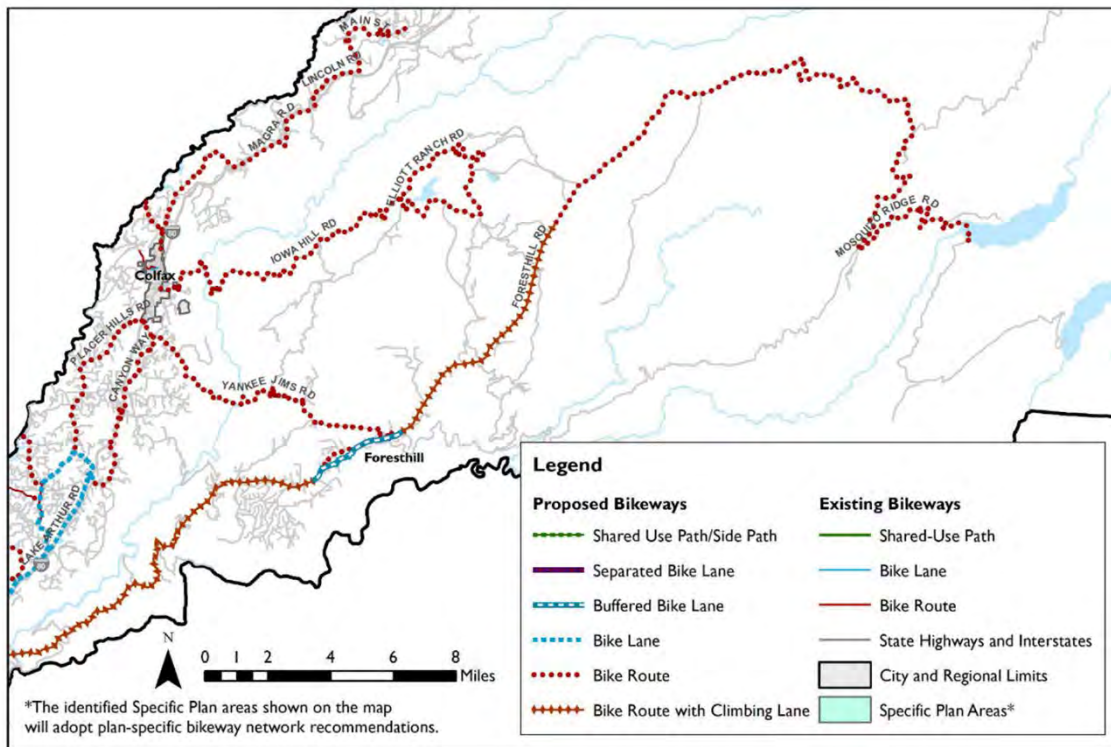 MAIN ST
LINCOLN RD
MAGRA RD
ELLIOTT RANCH RD
IOWA HILL RD
80
Colfax
FORESTHILL RD
MOSQUITO RIDGE RD
PLACER HILLS RD
CANYON WAY
YANKEE JIMS RD
Foresthill
LAKE ARTHUR RD
80
N
0 1 2 4 6 8
Miles
*The identified Specific Plan areas shown on the map
will adopt plan-specific bikeway network recommendations.
Legend
Proposed Bikeways
Shared Use Path/Side Path
Separated Bike Lane
Buffered Bike Lane
Bike Lane
Bike Route
Bike Route with Climbing Lane
Existing Bikeways
Shared-Use Path
Bike Lane
Bike Route
State Highways and Interstates
City and Regional Limits
Specific Plan Areas*